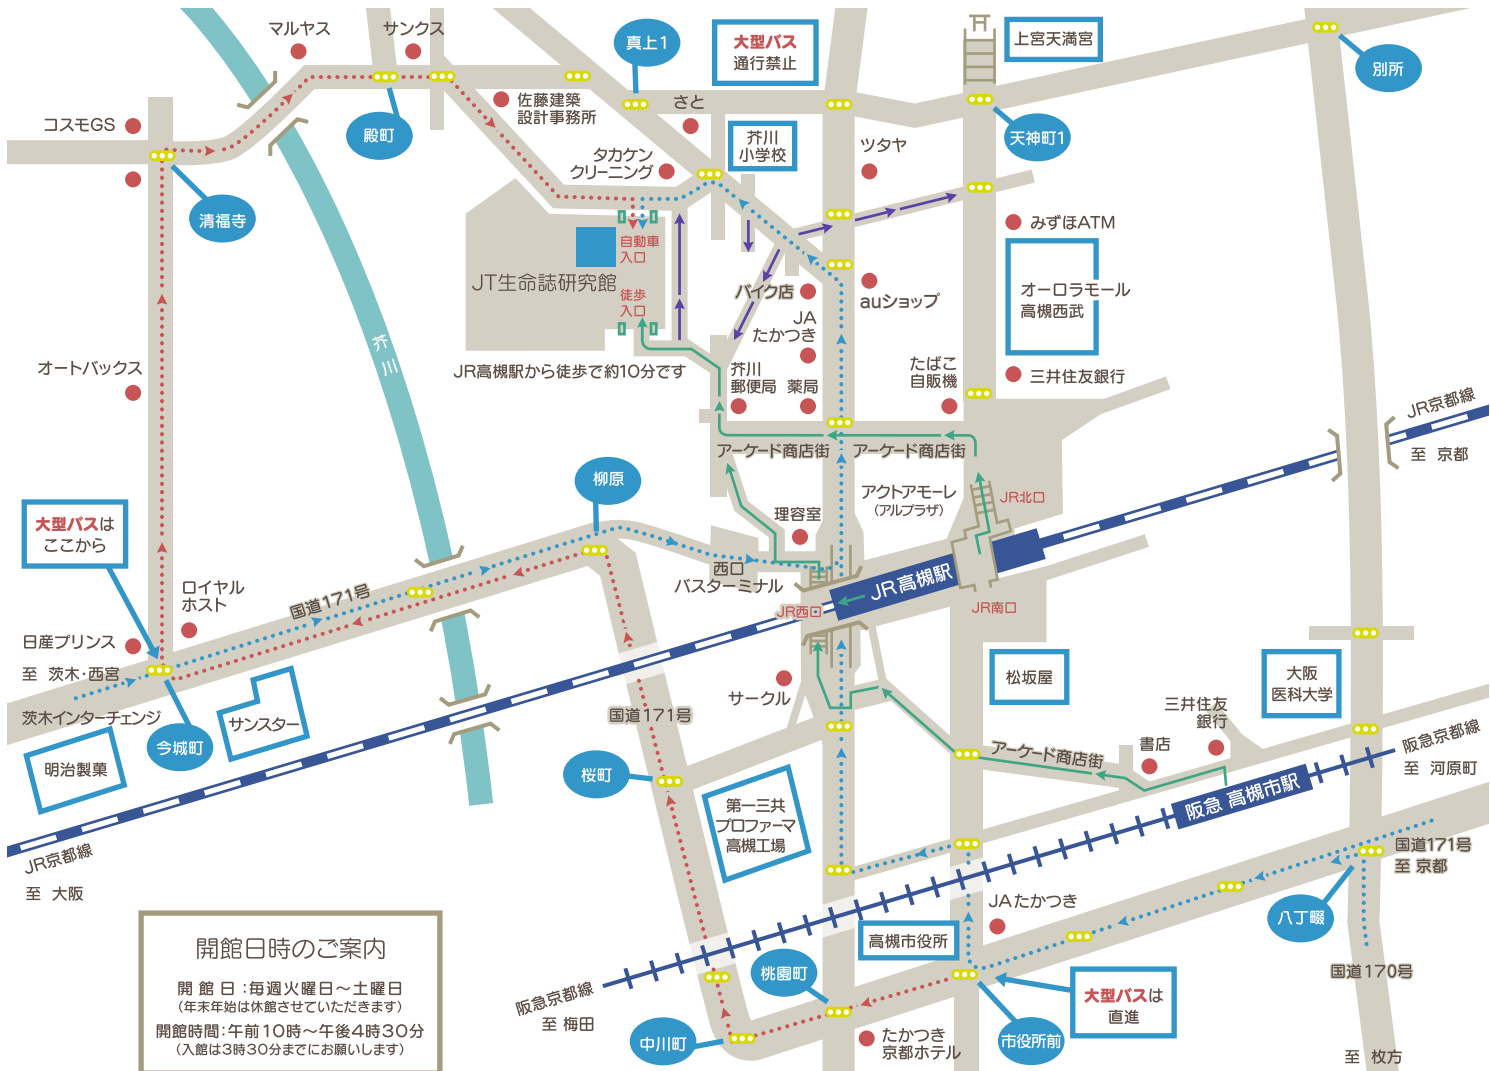 マルヤス
サンクス
真上1
大型バス
通行禁止
上宮天満宮
別所
コスモGS
殿町
佐藤建築
設計事務所
さと
芥川
小学校
ツタヤ
天神町1
タカケン
クリーニング
清福寺
自動車
入口
JT生命誌研究館
徒歩
入口
みずほATM
バイク店
auショップ
オーロラモール
高槻西武
JA
たかつき
芥川
オートバックス
JR高槻駅から徒歩で約10分です
芥川
郵便局
薬局
たばこ
自販機
三井住友銀行
JR京都線
至 京都
アーケード商店街
アーケード商店街
柳原
アクトアモーレ
（アルプラザ）
JR北口
大型バスは
ここから
理容室
西口
バスターミナル
JR高槻駅
ロイヤル
ホスト
国道171号
JR西口
JR南口
日産プリンス
至 茨木・西宮
茨木インターチェンジ
サンスター
今城町
明治製菓
国道171号
サークル
松坂屋
大阪
医科大学
三井住友
銀行
書店
アーケード商店街
阪急京都線
至 河原町
桜町
阪急 高槻市駅
第一三共
プロファーマ
高槻工場
JR京都線
至 大阪
国道171号
至 京都
JAたかつき
八丁畷
高槻市役所
国道170号
開館日時のご案内
開 館 日：毎週火曜日～土曜日
（年末年始は休館させていただきます）
開館時間：午前10時～午後4時30分
（入館は3時30分までにお願いします）
阪急京都線
至 梅田
桃園町
大型バスは
直進
中川町
たかつき
京都ホテル
市役所前
至 枚方